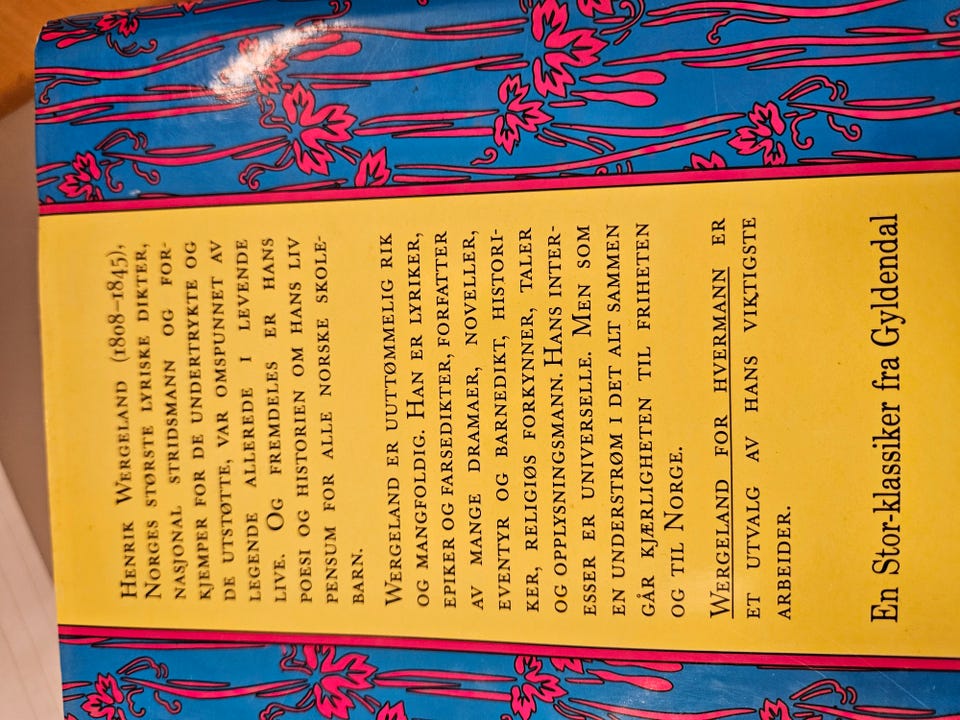 HENRIK WERGELAND (1808–1845),
NORGES STØRSTE LYRISKE DIKTER,
NASJONAL STRIDSMANN OG FOR-
KJEMPER FOR DE UNDERTRYKTE OG
DE UTSTØTTE, VAR OMSPUNNET AV
LEGENDE ALLEREDE I LEVENDE
LIVE. OG FREMDELES ER HANS
POESI OG HISTORIEN OM HANS LIV
PENSUM FOR ALLE NORSKE SKOLE-
BARN.
WERGELAND ER UUTTØMMELIG RIK
OG MANGFOLDIG. HAN ER LYRIKER,
EPIKER OG FARSEDIKTER, FORFATTER
AV MANGE DRAMAER, NOVELLER,
EVENTYR OG BARNEDIKT, HISTORI-
KER, RELIGIØS FORKYNNER, TALER
OG OPPLYSNINGSMANN. HANS INTER-
ESSER ER UNIVERSELLE. MEN SOM
EN UNDERSTRØM I DET ALT SAMMEN
GÅR KJÆRLIGHETEN TIL FRIHETEN
OG TIL NORGE.
WERGELAND FOR HVERMANN ER
ET UTVALG AV HANS VIKTIGSTE
ARBEIDER.
En Stor-klassiker fra Gyldendal